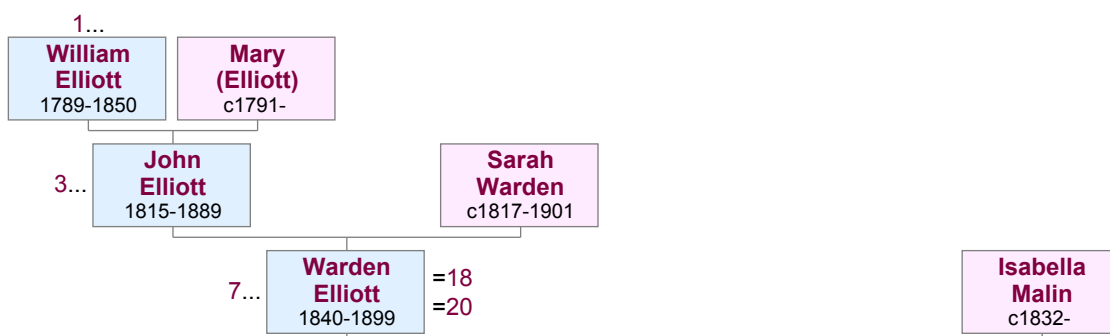 1...
William
Elliott
1789-1850
Mary
(Elliott)
c1791-
3...
John
Elliott
1815-1889
Sarah
Warden
c1817-1901
7...
Warden
Elliott
1840-1899
=18
=20
Isabella
Malin
c1832-